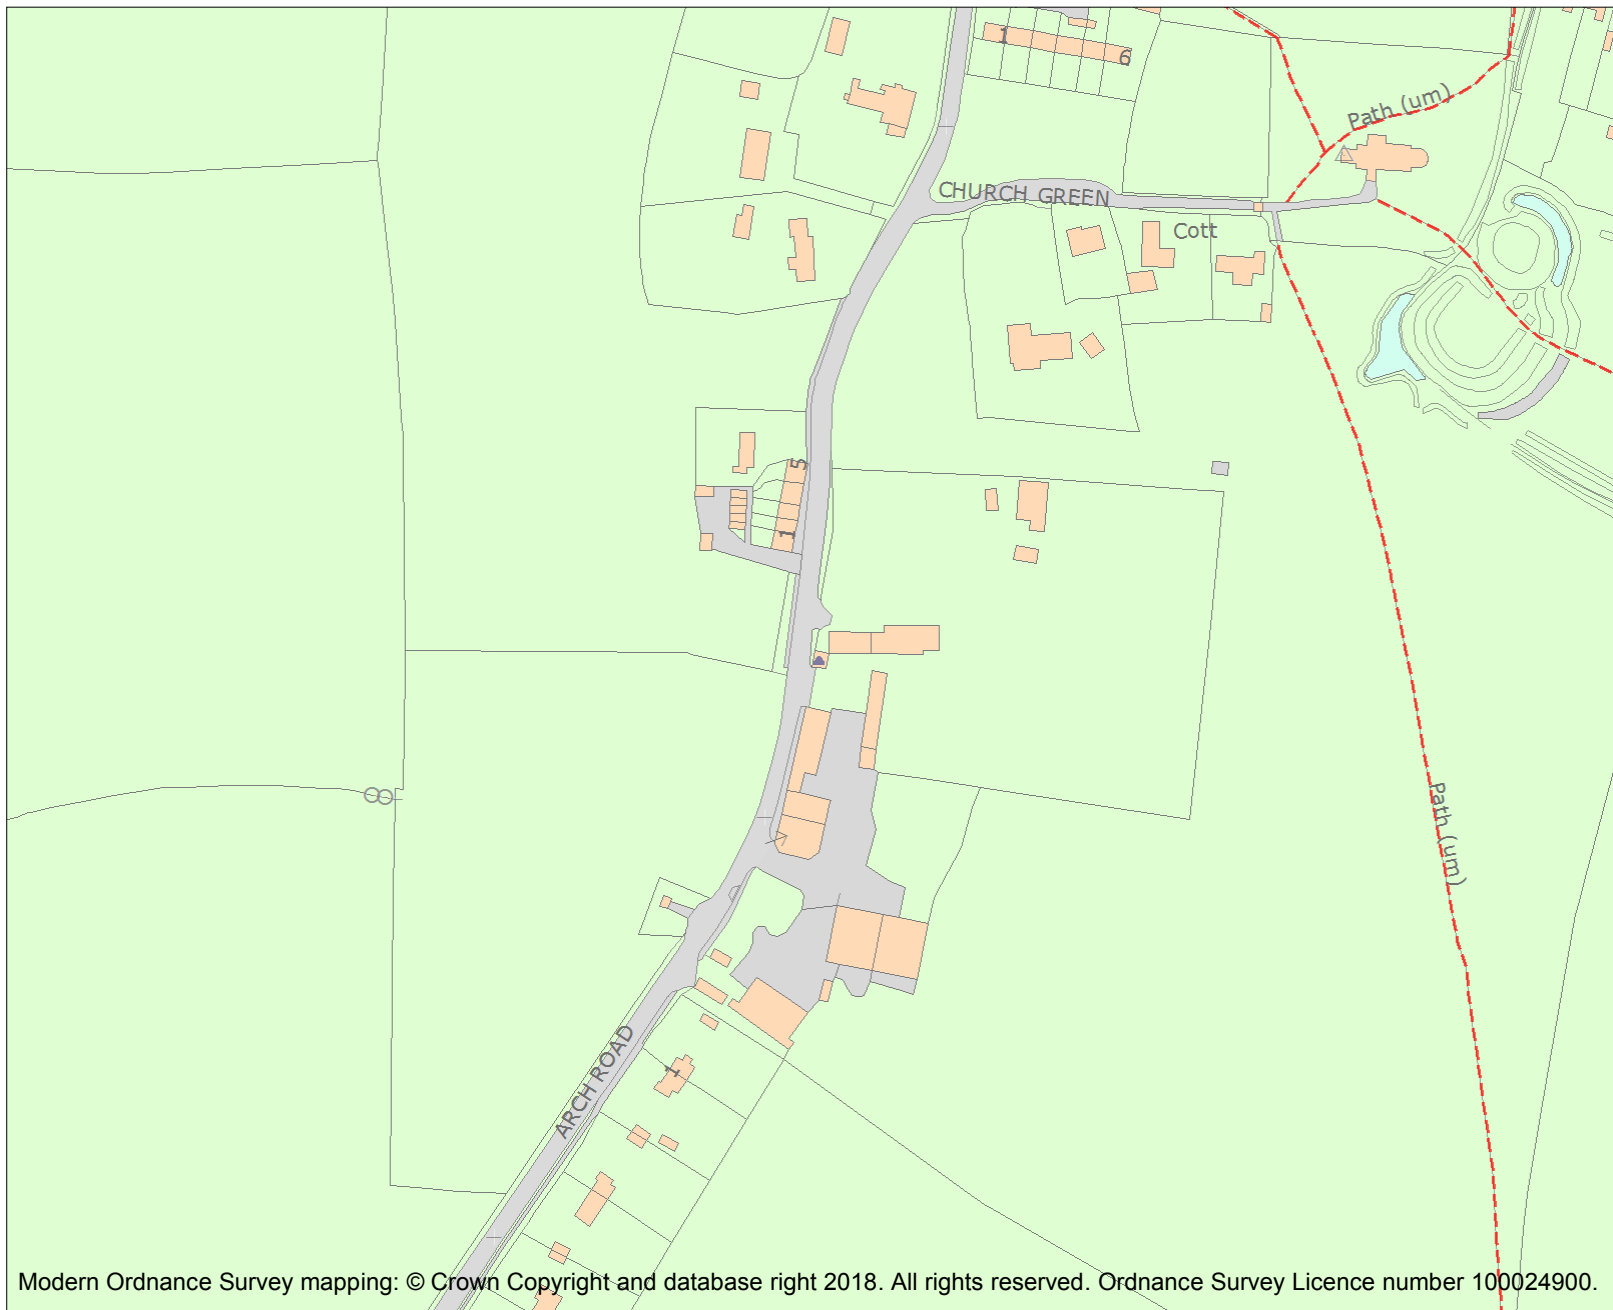 1
6
Path (um)
CHURCH GREEN
Cott
5
1
Path (um)
ARCH ROAD
1
Modern Ordnance Survey mapping: © Crown Copyright and database right 2018. All rights reserved. Ordnance Survey Licence number 100024900.